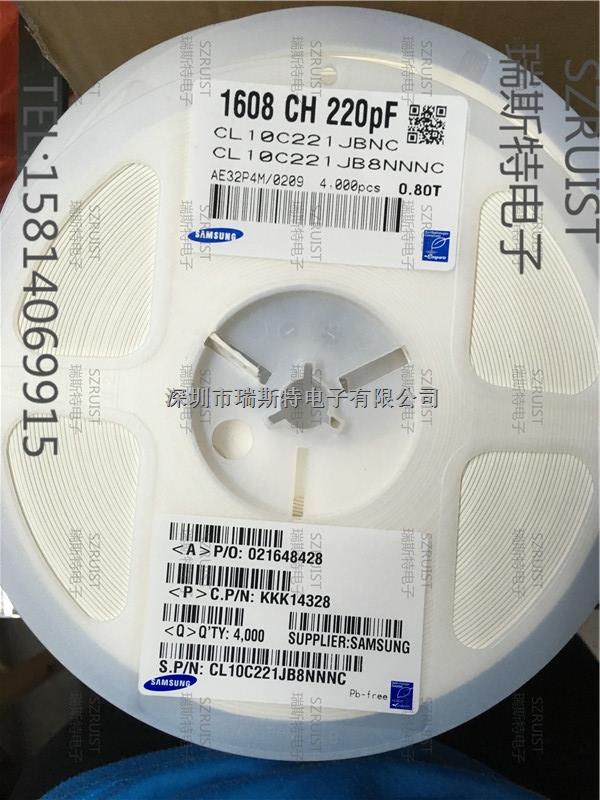 1608 CH 220pF
CL10C221JBNC
CL10C221JB8NNNC
AE32P4M/0209 4,000pcs 0.80T
SAMSUNG
深圳市瑞斯特电子有限公司
<A>P/O: 021648428
<P>C.P/N: KKK14328
<Q>Q'TY: 4,000 SUPPLIER:SAMSUNG
S.P/N: CL10C221JB8NNNC
SAMSUNG
Pb-free
TEL:15814069915
SZRUIST
瑞斯特电子